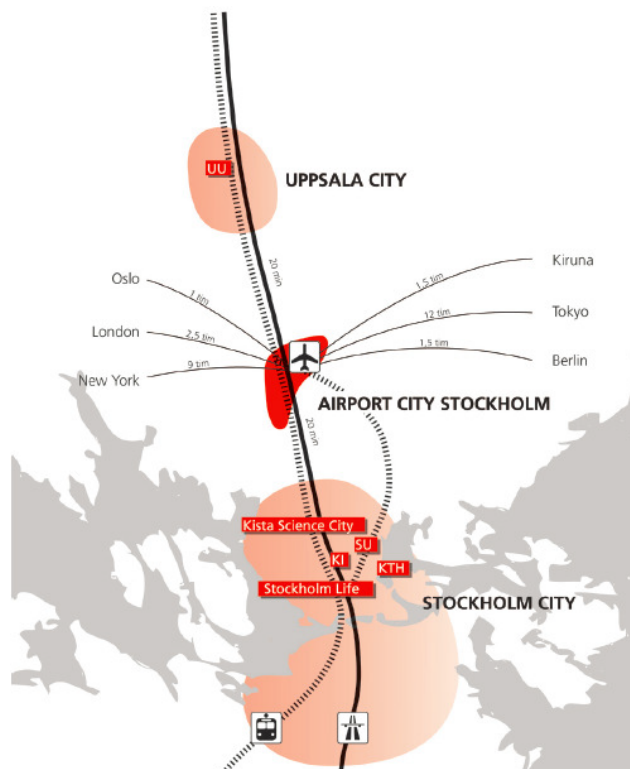 UU
UPPSALA CITY
20 min
Oslo
1 tim
London
2,5 tim
New York
9 tim
Kiruna
1,5 tim
Tokyo
12 tim
Berlin
1,5 tim
AIRPORT CITY STOCKHOLM
20 min
Kista Science City
SU
KI
KTH
Stockholm Life
STOCKHOLM CITY